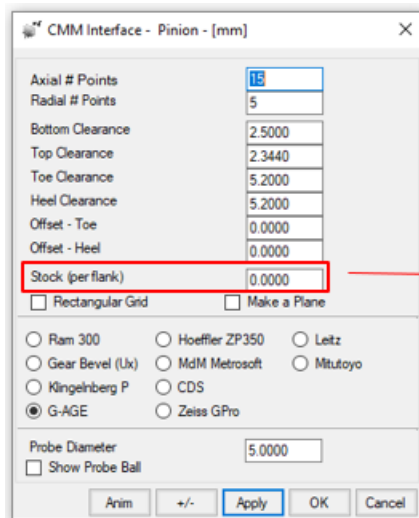 CMM Interface - Pinion - [mm]
Axial # Points 15
Radial # Points 5
Bottom Clearance 2.5000
Top Clearance 2.3440
Toe Clearance 5.2000
Heel Clearance 5.2000
Offset - Toe 0.0000
Offset - Heel 0.0000
Stock (per flank) 0.0000
Rectangular Grid Make a Plane
Ram 300 Hoeffler ZP350 Leitz
Gear Bevel (Ux) MdM Metrosoft Mitutoyo
Klingelnberg P CDS
G-AGE Zeiss GPro
Probe Diameter 5.0000
Show Probe Ball
Anim +/- Apply OK Cancel